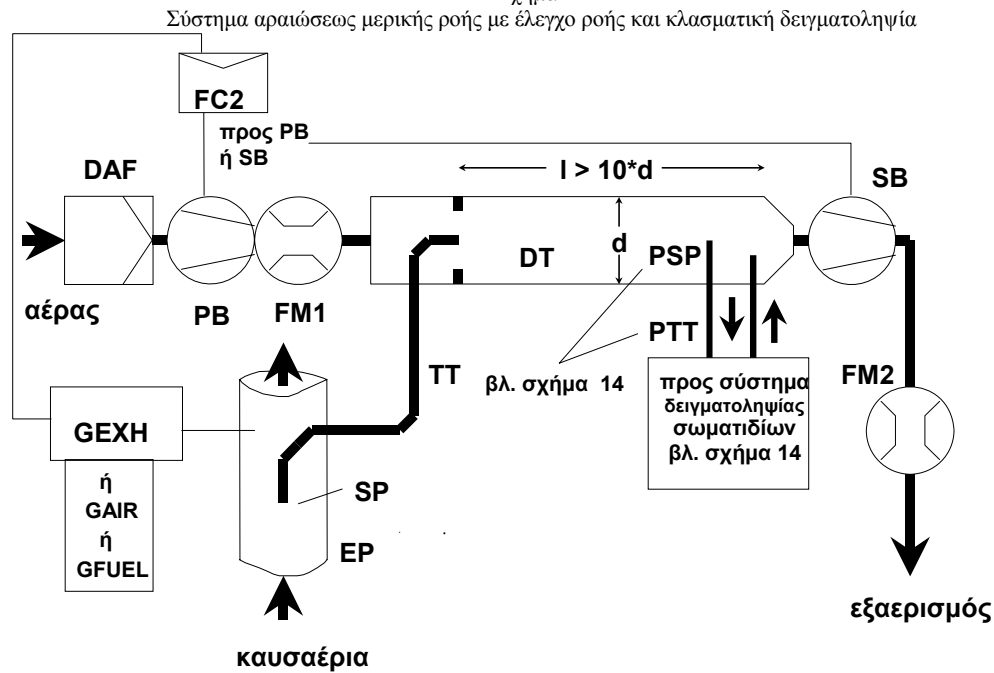 Σύστημα αραιώσεως μερικής ροής με έλεγχο ροής και κλασματική δειγματοληψία
FC2
προς PB
ή SB
DAF
l > 10*d
SB
d
DT
PSP
αέρας
PB
FM1
PTT
TT
βλ. σχήμα 14
FM2
προς σύστημα
δειγματοληψίας
σωματιδίων
βλ. σχήμα 14
GEXH
ή
GAIR
ή
GFUEL
SP
EP
εξαερισμός
καυσαέρια